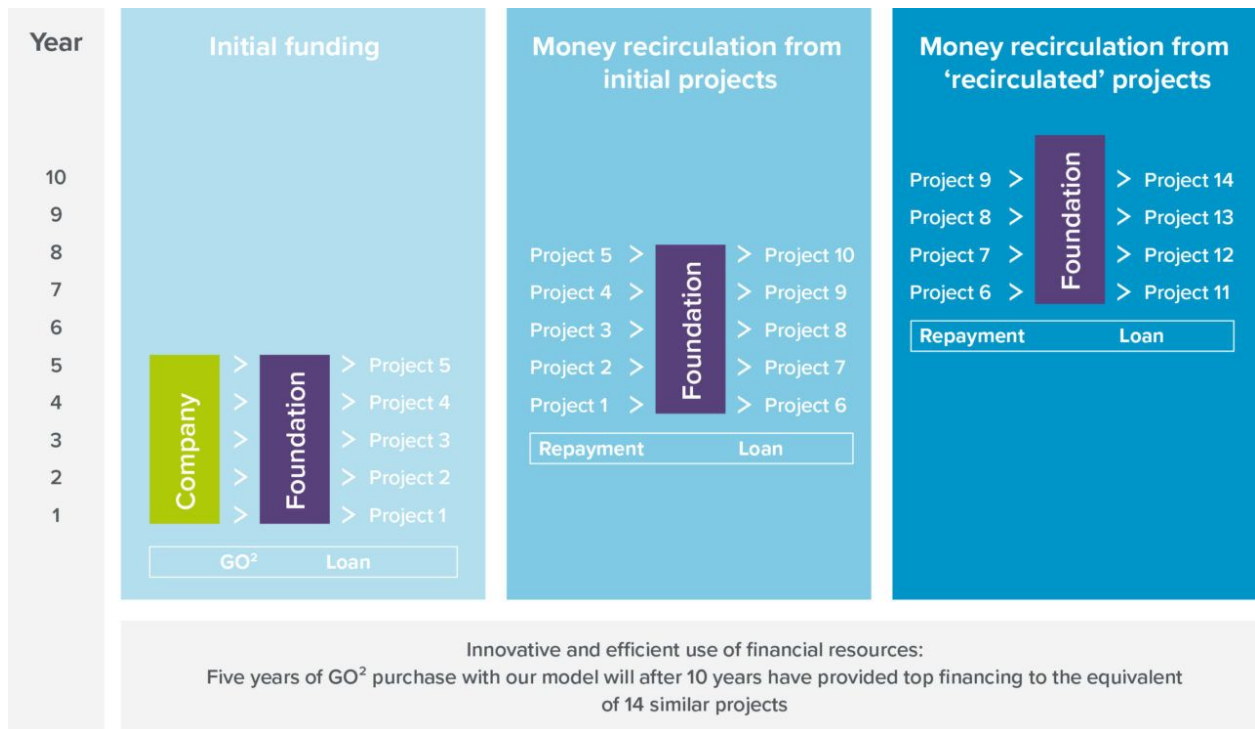 Year
10
9
8
7
6
5
4
3
2
1
Initial funding
Company
Foundation
> > Project 5
> > Project 4
> > Project 3
> > Project 2
> > Project 1
GO² Loan
Money recirculation from
initial projects
Foundation
Project 5 > > Project 10
Project 4 > > Project 9
Project 3 > > Project 8
Project 2 > > Project 7
Project 1 > > Project 6
Repayment Loan
Money recirculation from
‘recirculated’ projects
Foundation
Project 9 > > Project 14
Project 8 > > Project 13
Project 7 > > Project 12
Project 6 > > Project 11
Repayment Loan
Innovative and efficient use of financial resources:
Five years of GO² purchase with our model will after 10 years have provided top financing to the equivalent
of 14 similar projects